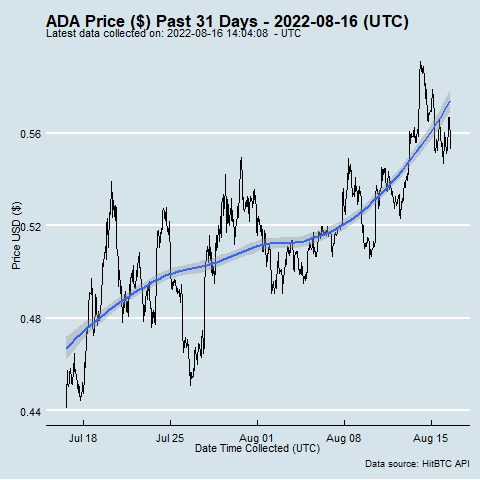 ADA Price ($) Past 31 Days - 2022-08-16 (UTC)
Latest data collected on: 2022-08-16 14:04:08 - UTC
Price USD ($)
0.56
0.52
0.48
0.44
Jul 18 Jul 25 Aug 01 Aug 08 Aug 15
Date Time Collected (UTC)
Data source: HitBTC API